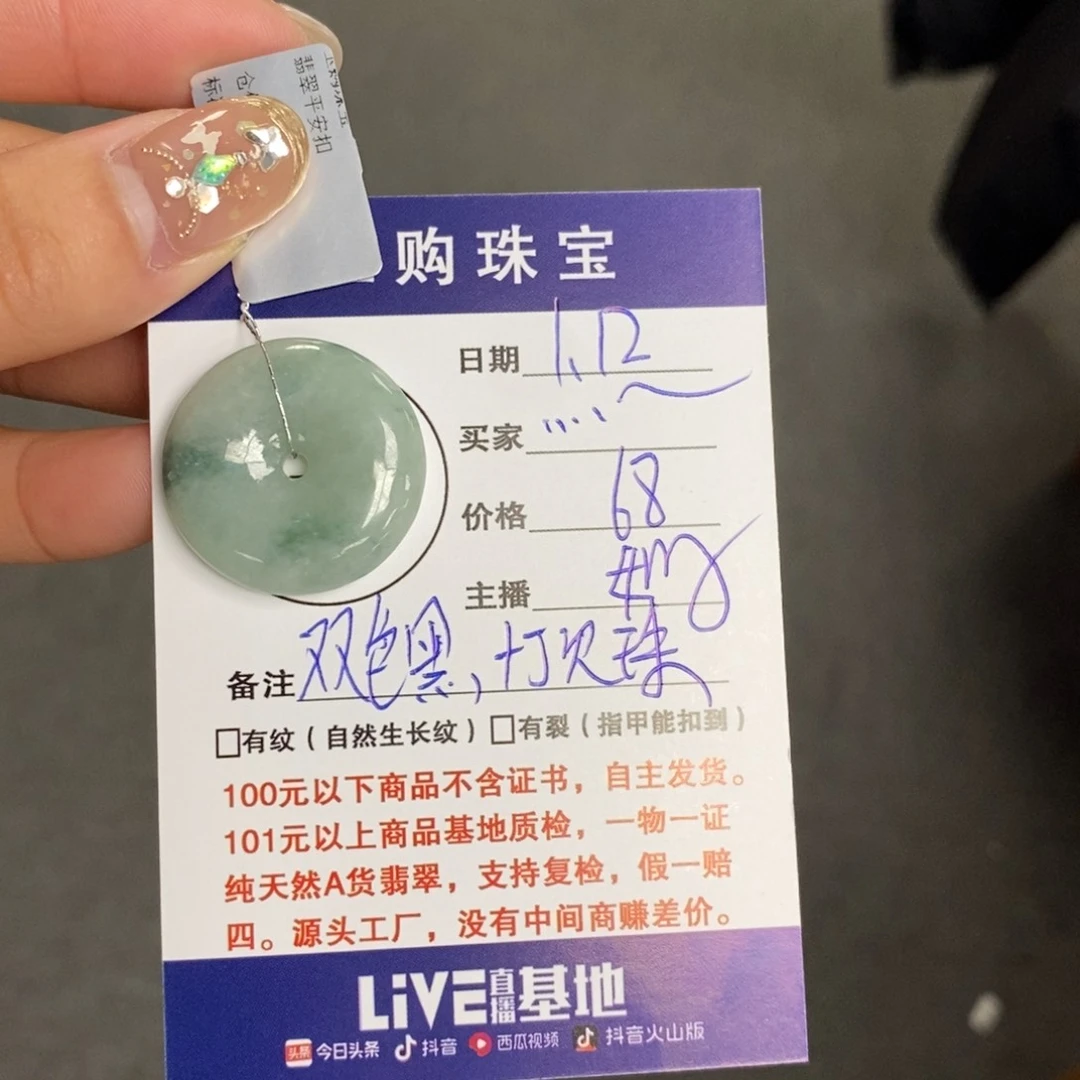 翡翠平安扣
购珠宝
日期 1.12
买家
价格 68
主播
备注 双色黑，
□有纹（自然生长纹）□有裂（指甲能扣到）
100元以下商品不含证书，自主发货。
101元以上商品基地质检，一物一证
纯天然A货翡翠，支持复检，假一赔
四。源头工厂，没有中间商赚差价。
LiVE直播基地
头条 今日头条 抖音 西瓜视频 抖音火山版